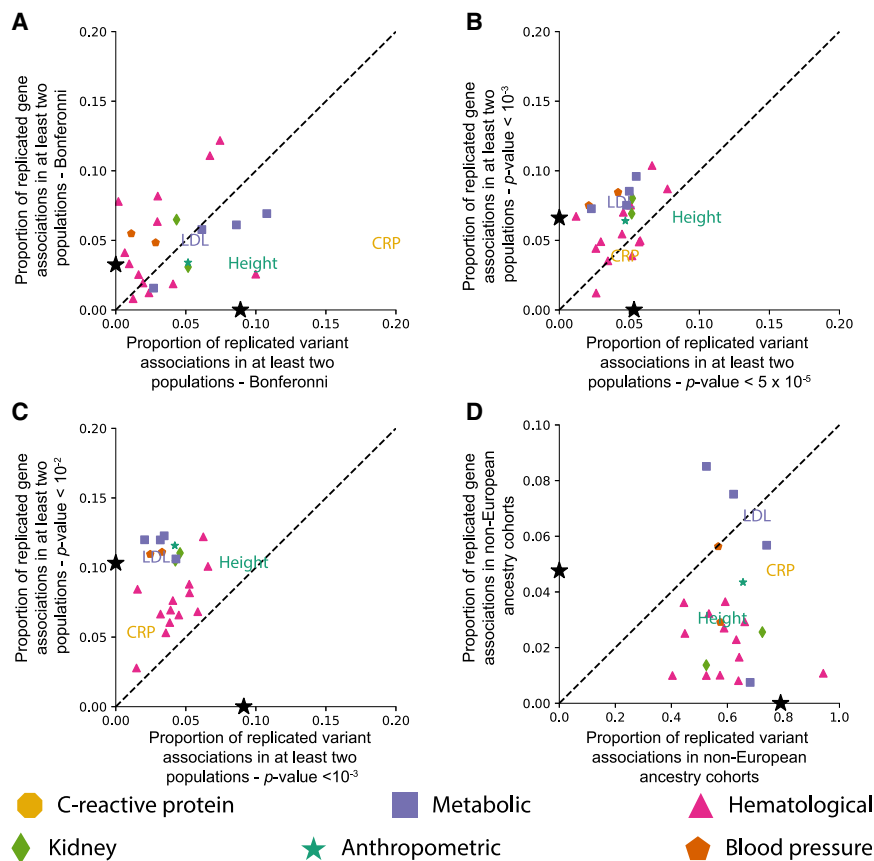 A
Proportion of replicated gene
associations in at least two
populations - Bonferroni
0.20
0.15
0.10
0.05
0.00
LDL
Height
CRP
0.00 0.05 0.10 0.15 0.20
Proportion of replicated variant
associations in at least two
populations - Bonferroni
B
Proportion of replicated gene
associations in at least two
populations - p-value < 10⁻³
0.20
0.15
0.10
0.05
0.00
LDL
Height
CRP
0.00 0.05 0.10 0.15 0.20
Proportion of replicated variant
associations in at least two
populations - p-value < 5 x 10⁻⁵
C
Proportion of replicated gene
associations in at least two
populations - p-value < 10⁻²
0.20
0.15
0.10
0.05
0.00
LDL
Height
CRP
0.00 0.05 0.10 0.15 0.20
Proportion of replicated variant
associations in at least two
populations - p-value <10⁻³
D
Proportion of replicated gene
associations in non-European
ancestry cohorts
0.10
0.08
0.06
0.04
0.02
0.00
LDL
CRP
Height
0.0 0.2 0.4 0.6 0.8 1.0
Proportion of replicated variant
associations in non-European
ancestry cohorts
C-reactive protein
Metabolic
Hematological
Kidney
Anthropometric
Blood pressure